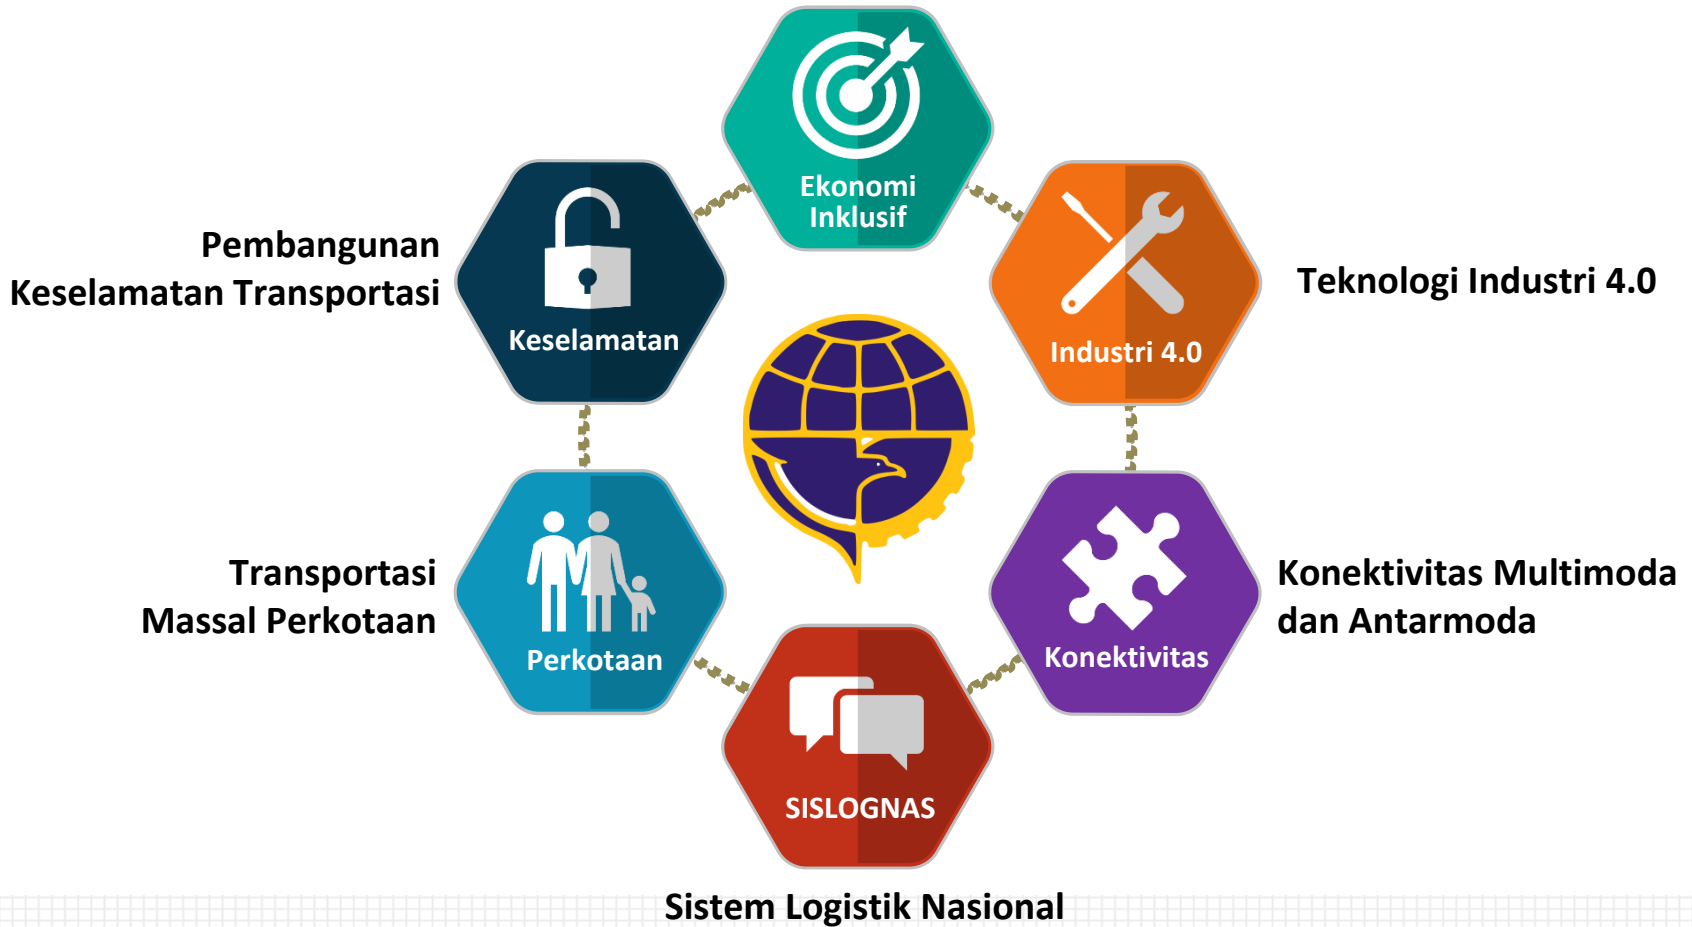 Ekonomi
Inklusif
Pembangunan
Keselamatan Transportasi
Keselamatan
Industri 4.0
Teknologi Industri 4.0
Transportasi
Massal Perkotaan
Perkotaan
Konektivitas
Konektivitas Multimoda
dan Antarmoda
SISLOGNAS
Sistem Logistik Nasional